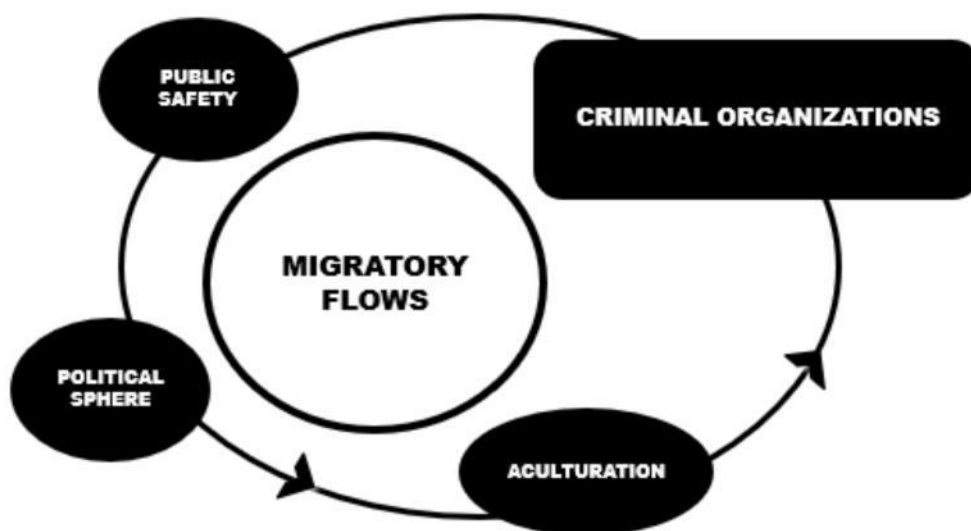 PUBLIC
SAFETY
CRIMINAL ORGANIZATIONS
MIGRATORY
FLOWS
POLITICAL
SPHERE
ACULTURATION